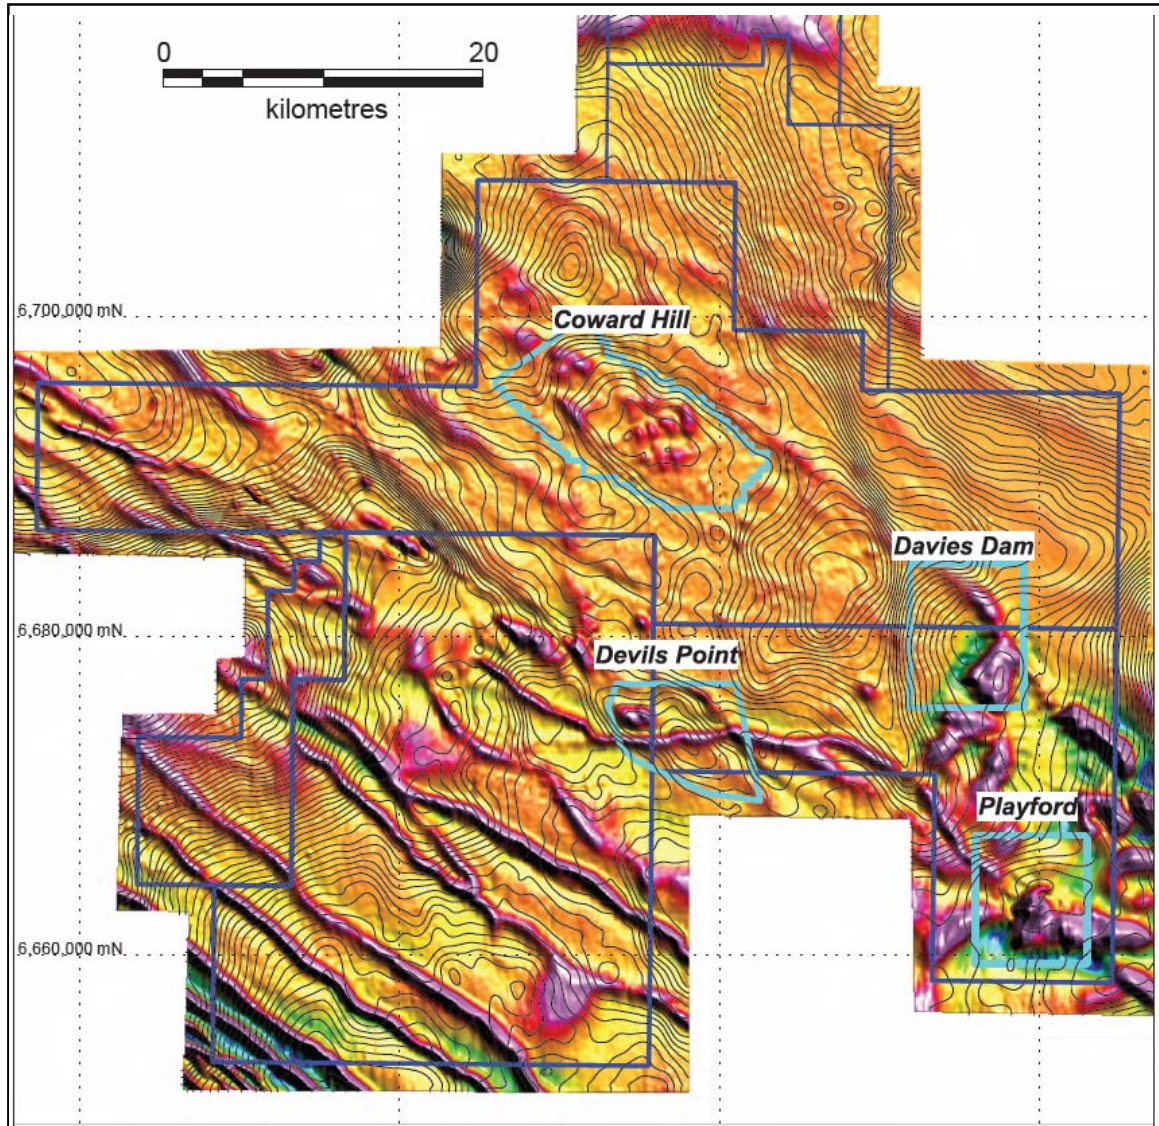 0 20
kilometres
6,700,000 mN
Coward Hill
Davies Dam
6,680,000 mN
Devils Point
Playford
6,660,000 mN